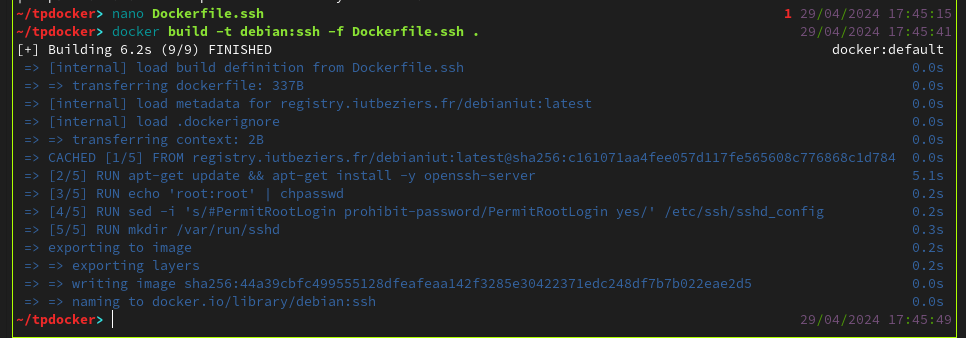 ~/tpdocker> nano Dockerfile.ssh 1 29/04/2024 17:45:15
~/tpdocker> docker build -t debian:ssh -f Dockerfile.ssh . 29/04/2024 17:45:41
[+] Building 6.2s (9/9) FINISHED docker:default
=> [internal] load build definition from Dockerfile.ssh 0.0s
=> => transferring dockerfile: 337B 0.0s
=> [internal] load metadata for registry.iutbeziers.fr/debianiut:latest 0.0s
=> [internal] load .dockerignore 0.0s
=> => transferring context: 2B 0.0s
=> CACHED [1/5] FROM registry.iutbeziers.fr/debianiut:latest@sha256:c161071aa4fee057d117fe565608c776868c1d784 0.0s
=> [2/5] RUN apt-get update && apt-get install -y openssh-server 5.1s
=> [3/5] RUN echo 'root:root' | chpasswd 0.2s
=> [4/5] RUN sed -i 's/#PermitRootLogin prohibit-password/PermitRootLogin yes/' /etc/ssh/sshd_config 0.2s
=> [5/5] RUN mkdir /var/run/sshd 0.3s
=> exporting to image 0.2s
=> => exporting layers 0.2s
=> => writing image sha256:44a39cbfc499555128dfeafeaa142f3285e30422371edc248df7b7b022eae2d5 0.0s
=> => naming to docker.io/library/debian:ssh 0.0s
~/tpdocker> 29/04/2024 17:45:49